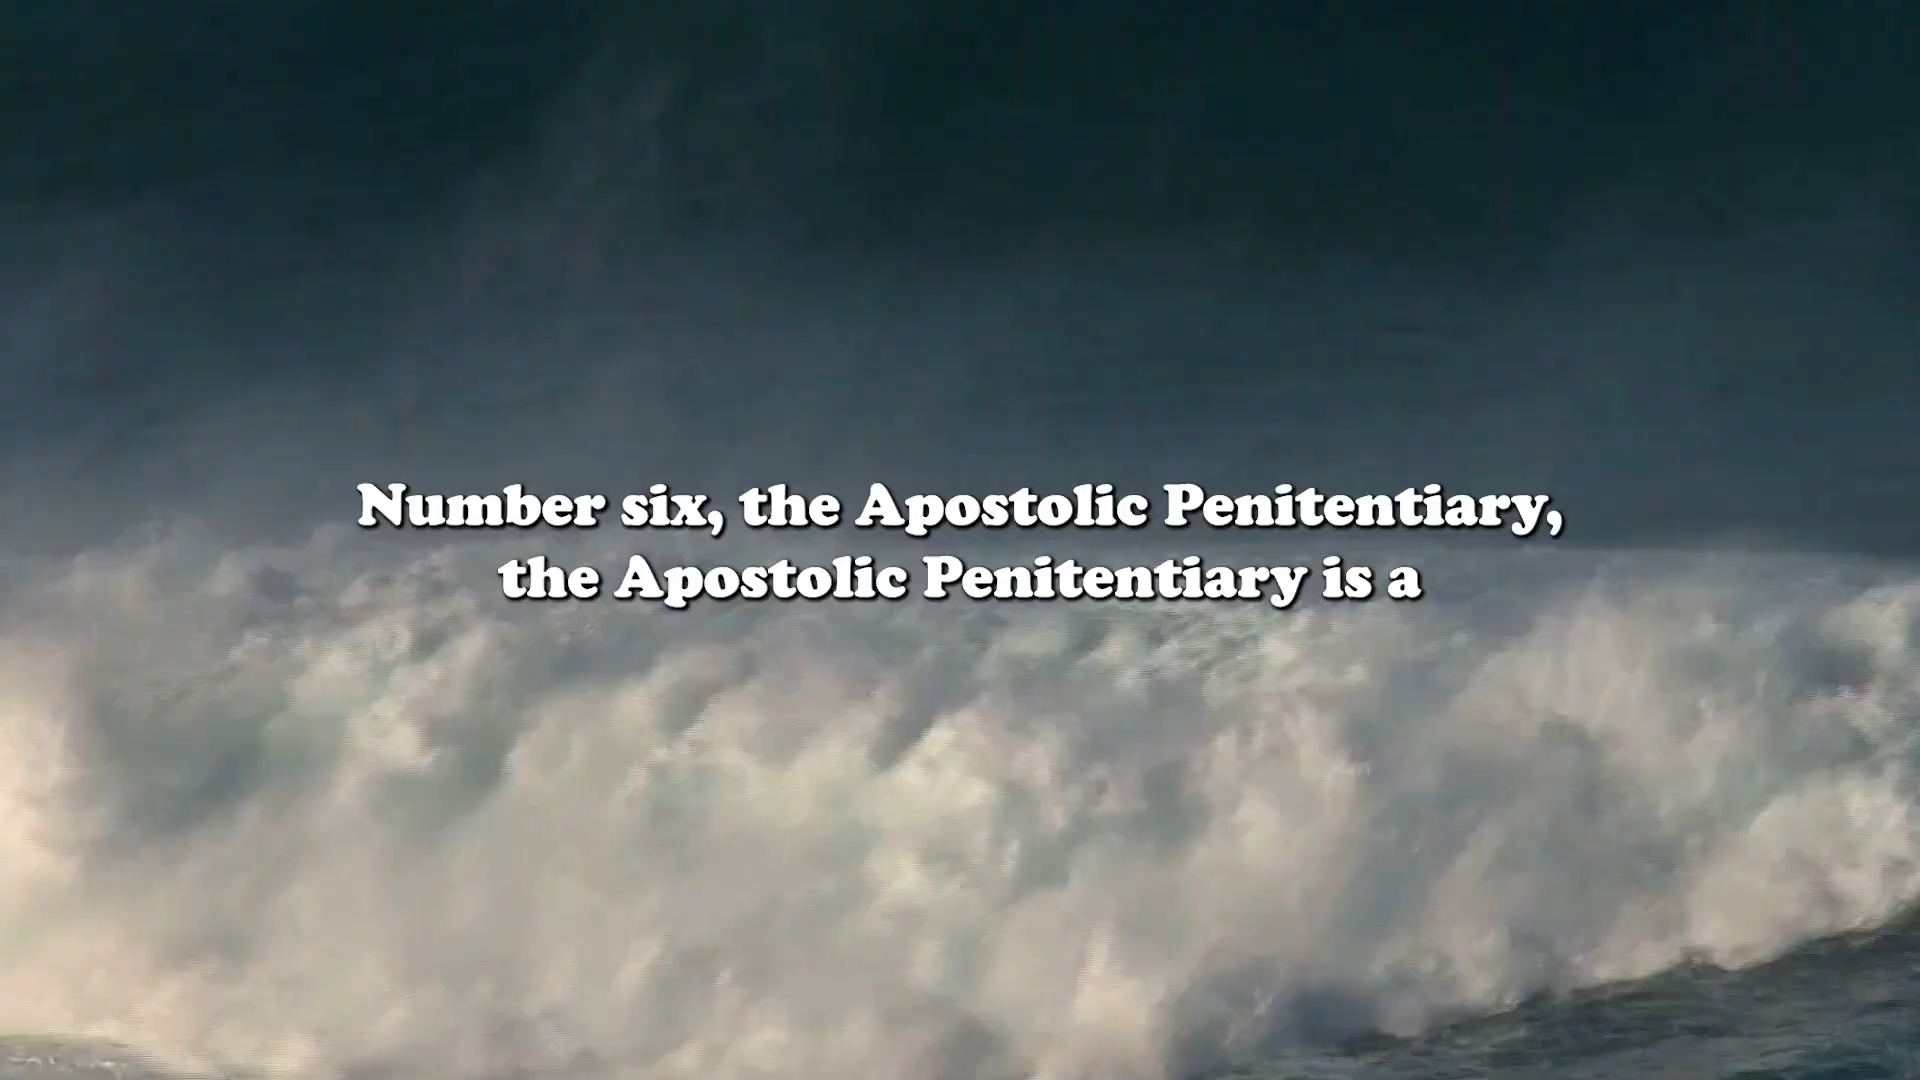 Number six, the Apostolic Penitentiary,
the Apostolic Penitentiary is a